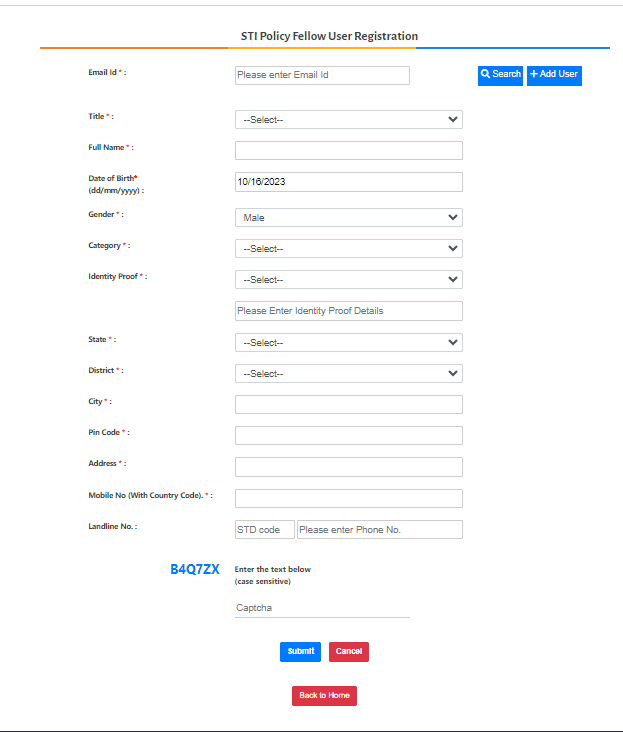 STI Policy Fellow User Registration
Email Id * :
Please enter Email Id
Search
+ Add User
Title * :
--Select--
Full Name * :
Date of Birth*
(dd/mm/yyyy) :
10/16/2023
Gender * :
Male
Category * :
--Select--
Identity Proof * :
--Select--
Please Enter Identity Proof Details
State * :
--Select--
District * :
--Select--
City * :
Pin Code * :
Address * :
Mobile No (With Country Code). * :
Landline No. :
STD code
Please enter Phone No.
B4Q7ZX
Enter the text below
(case sensitive)
Captcha
Submit
Cancel
Back to Home